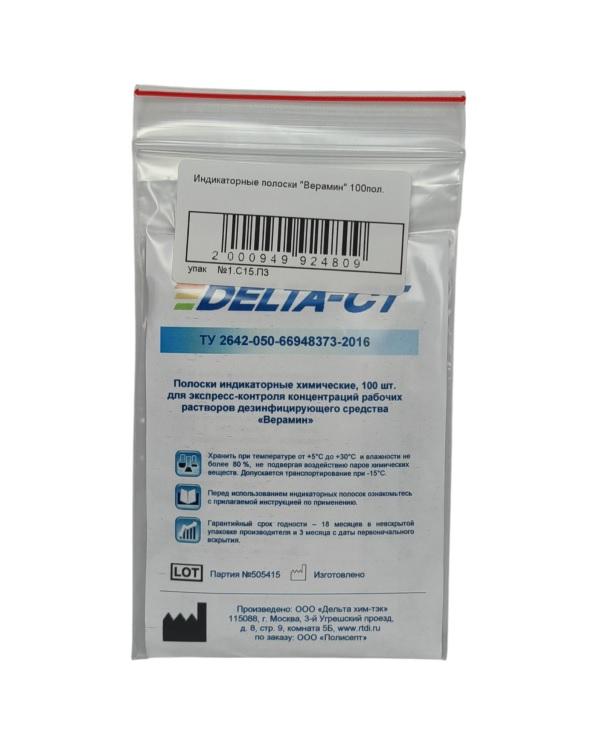 Индикаторные полоски "Верамин" 100пол.
2 000949 924809
упак №1.С15.П3
DELTA-СТ
ТУ 2642-050-66948373-2016
Полоски индикаторные химические, 100 шт.
для экспресс-контроля концентраций рабочих
растворов дезинфицирующего средства
«Верамин»
Хранить при температуре от +5°С до +30°С и влажности не
более 80 %, не подвергая воздействию паров химических
веществ. Допускается транспортирование при -15°С.
Перед использованием индикаторных полосок ознакомьтесь
с прилагаемой инструкцией по применению.
Гарантийный срок годности – 18 месяцев в невскрытой
упаковке производителя и 3 месяца с даты первоначального
вскрытия.
LOT Партия №505415 Изготовлено
Произведено: ООО «Дельта хим-тэк»
115088, г. Москва, 3-й Угрешский проезд,
д. 8, стр. 9, комната 5Б, www.rtdi.ru
по заказу: ООО «Полисепт»